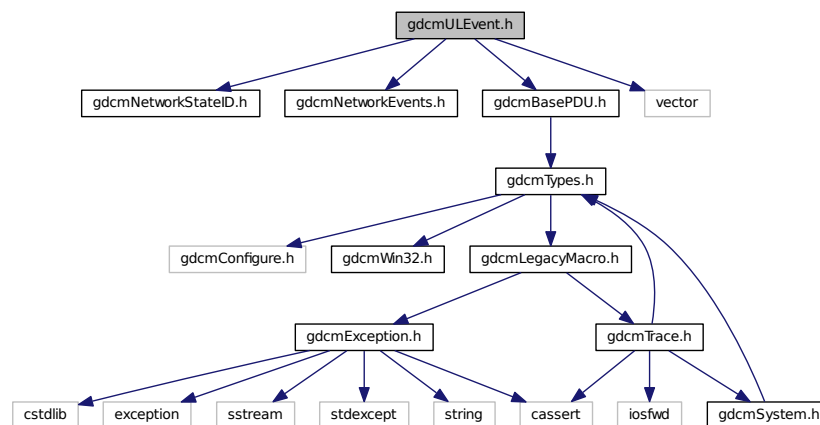 gdcmULEvent.h
gdcmNetworkStateID.h
gdcmNetworkEvents.h
gdcmBasePDU.h
vector
gdcmTypes.h
gdcmConfigure.h
gdcmWin32.h
gdcmLegacyMacro.h
gdcmException.h
gdcmTrace.h
cstdlib
exception
sstream
stdexcept
string
cassert
iosfwd
gdcmSystem.h